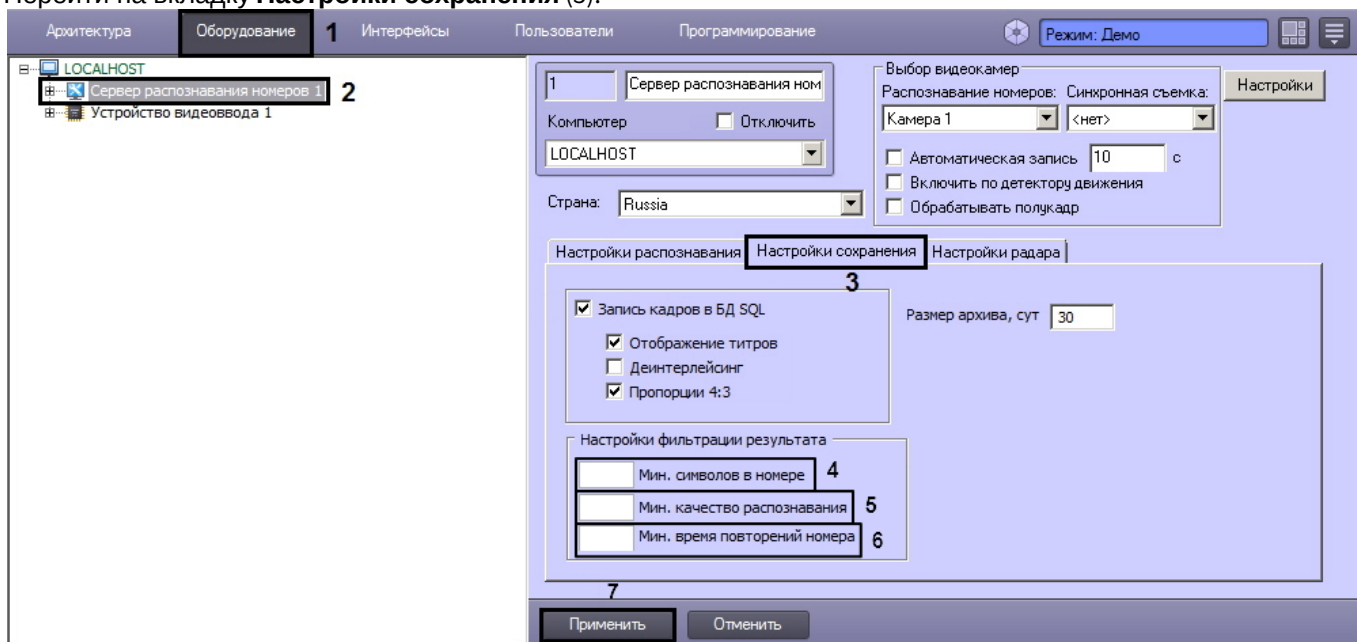 Перейти на вкладку Настройки сохранения (3).
Архитектура Оборудование 1 Интерфейсы Пользователи Программирование Режим: Демо
LOCALHOST
Сервер распознавания номеров 1 2
Устройство видеоввода 1
1 Сервер распознавания ном
Компьютер Отключить
LOCALHOST
Страна: Russia
Выбор видеокамер
Распознавание номеров: Синхронная съемка:
Камера 1 <нет>
Автоматическая запись 10 с
Включить по детектору движения
Обрабатывать полукадр
Настройки
Настройки распознавания Настройки сохранения Настройки радара
3
Запись кадров в БД SQL
Отображение титров
Деинтерлейсинг
Пропорции 4:3
Размер архива, сут 30
Настройки фильтрации результата
Мин. символов в номере 4
Мин. качество распознавания 5
Мин. время повторений номера 6
7
Применить Отменить